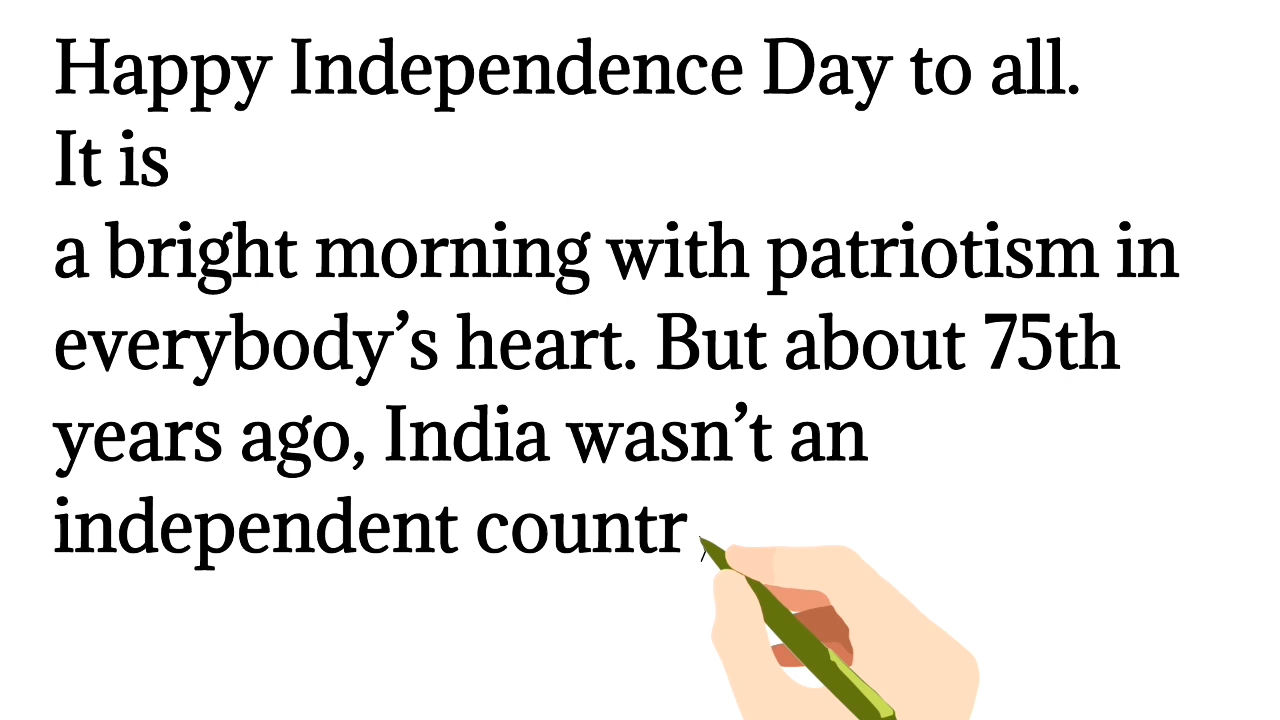 Happy Independence Day to all.
It is
a bright morning with patriotism in
everybody’s heart. But about 75th
years ago, India wasn’t an
independent countr